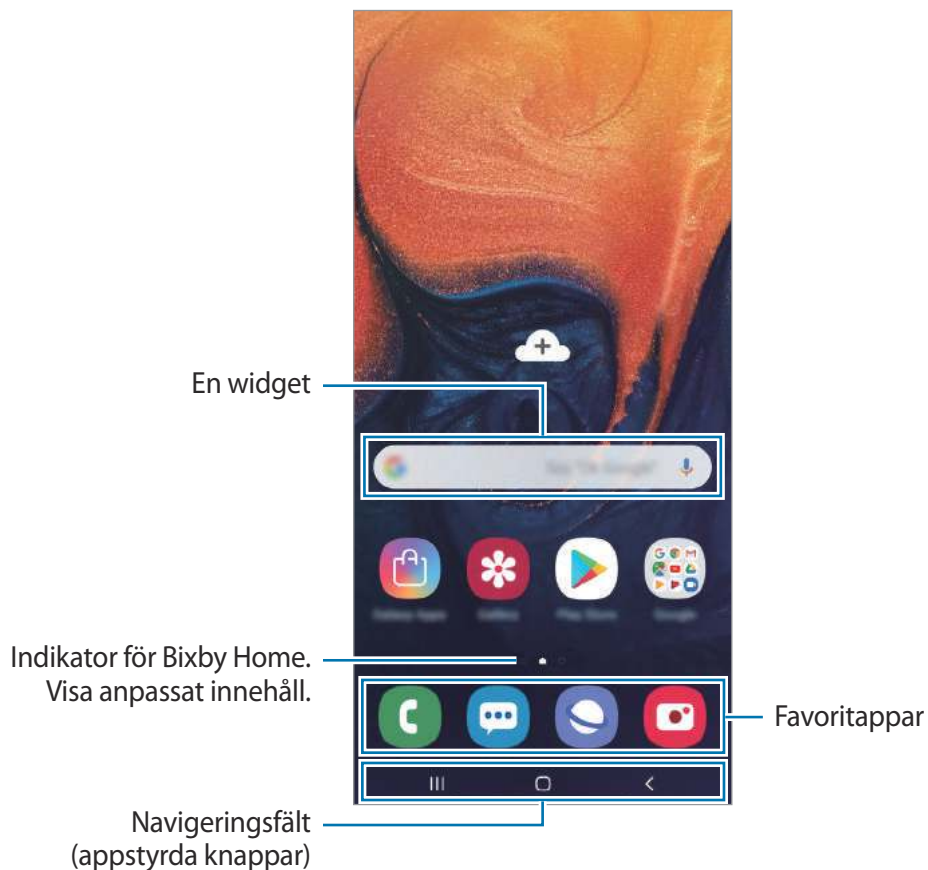 En widget
Indikator för Bixby Home.
Visa anpassat innehåll.
Favoritappar
Navigeringsfält
(appstyrda knappar)